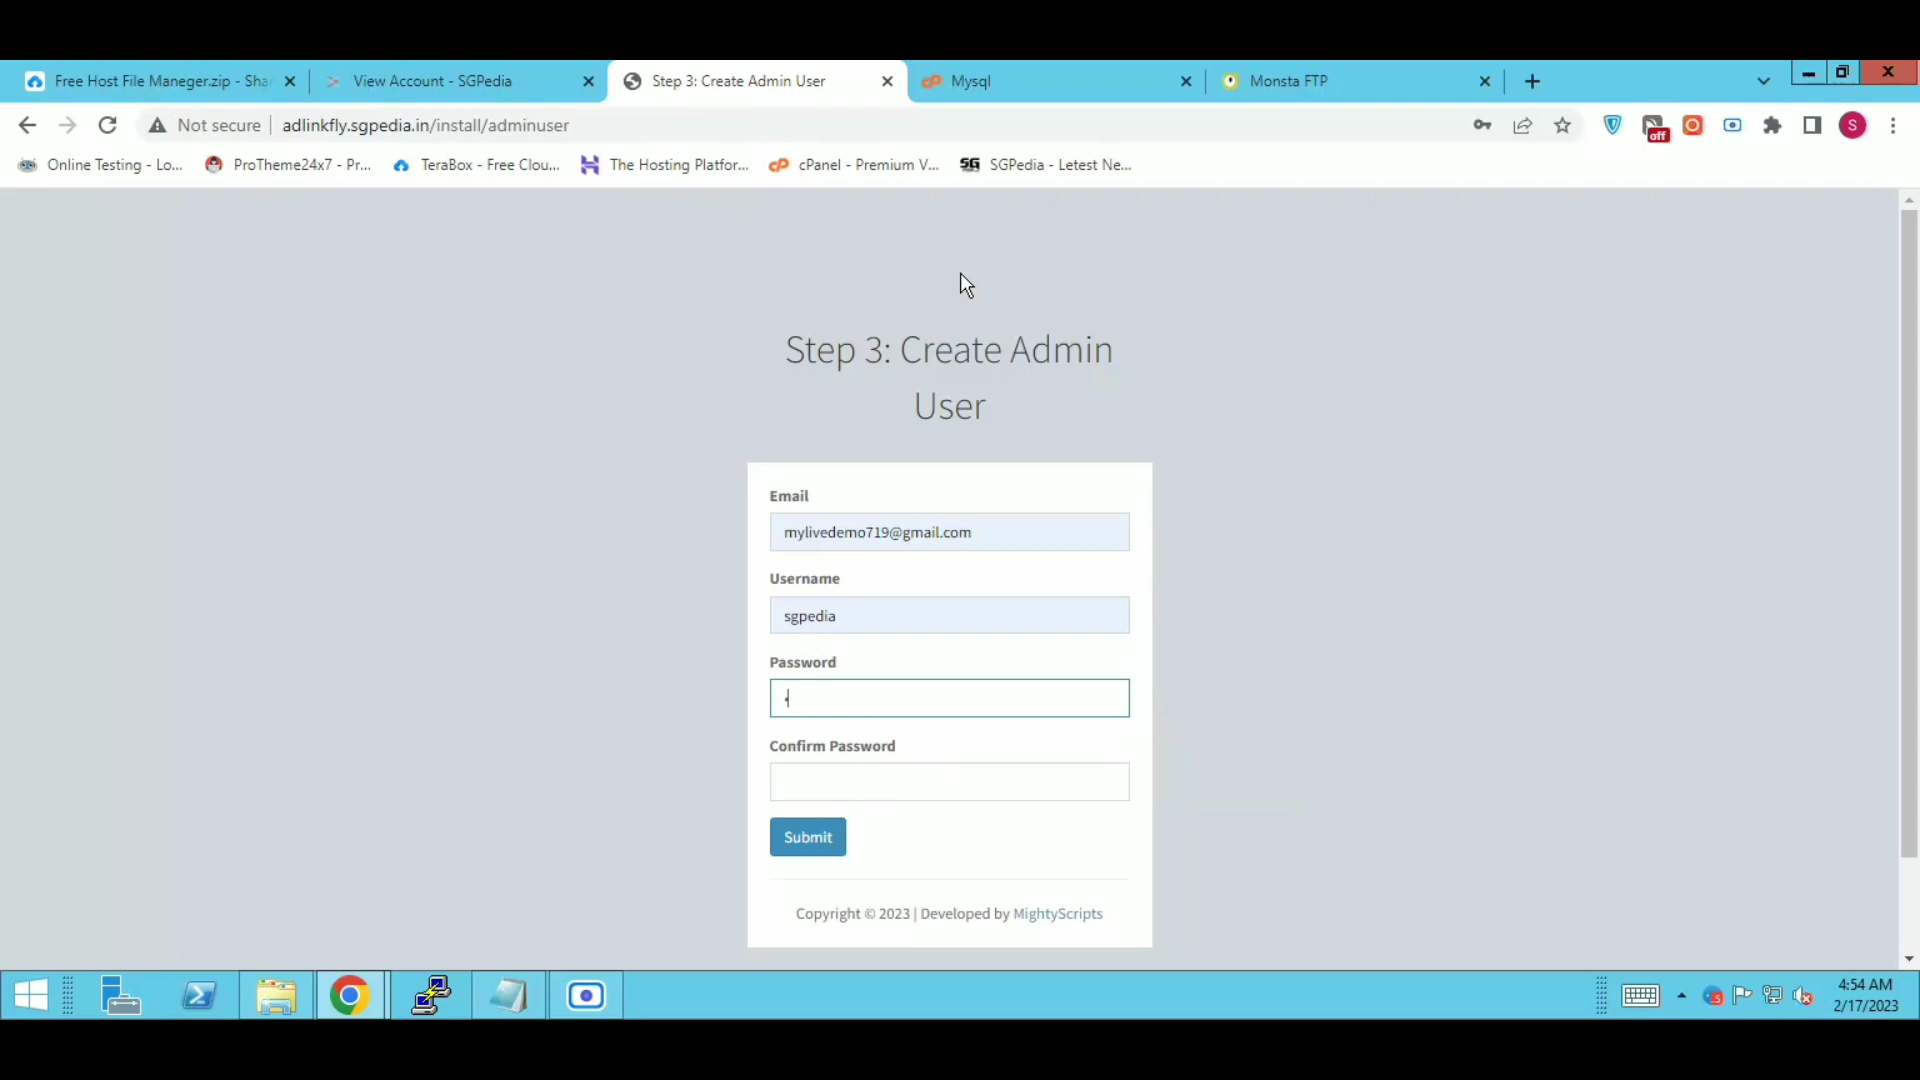 Free Host File Maneger.zip - Sha
View Account - SGPedia
Step 3: Create Admin User
Mysql
Monsta FTP
Not secure
adlinkfly.sgpedia.in/install/adminuser
off
S
Online Testing - Lo...
ProTheme24x7 - Pr...
TeraBox - Free Clou...
The Hosting Platfor...
cPanel - Premium V...
SG
SGPedia - Letest Ne...
Step 3: Create Admin
User
Email
mylivedemo719@gmail.com
Username
sgpedia
Password
Confirm Password
Submit
Copyright © 2023 | Developed by MightyScripts
4:54 AM
2/17/2023